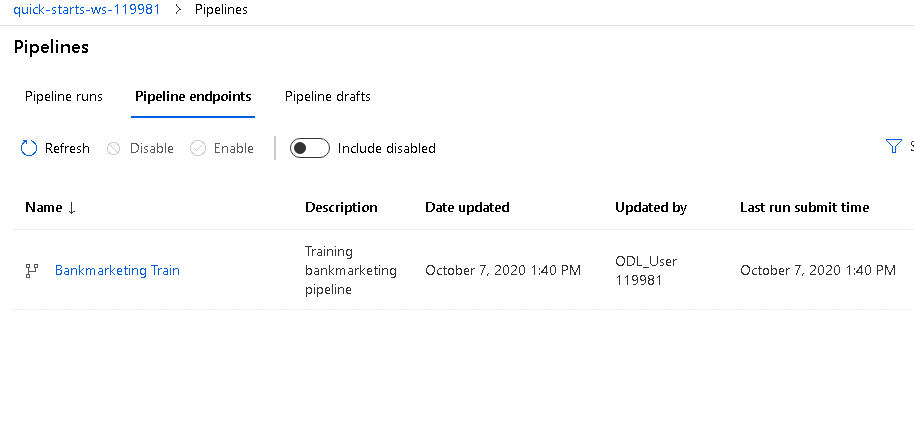 quick-starts-ws-119981 > Pipelines
Pipelines
Pipeline runs Pipeline endpoints Pipeline drafts
Refresh Disable Enable Include disabled
Name ↓ Description Date updated Updated by Last run submit time
Bankmarketing Train Training bankmarketing pipeline October 7, 2020 1:40 PM ODL_User 119981 October 7, 2020 1:40 PM